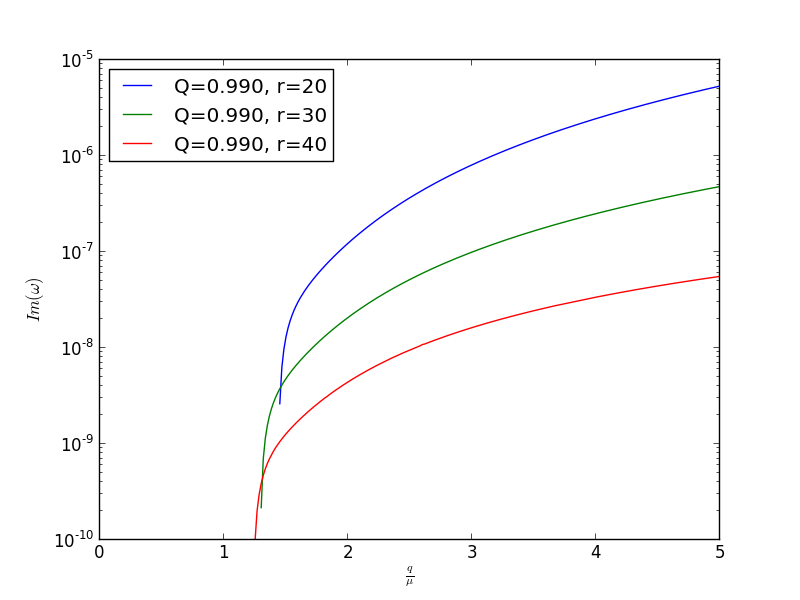 10^-5
Q=0.990, r=20
Q=0.990, r=30
Q=0.990, r=40
10^-6
10^-7
Im(ω)
10^-8
10^-9
10^-10
0 1 2 3 4 5
q/μ